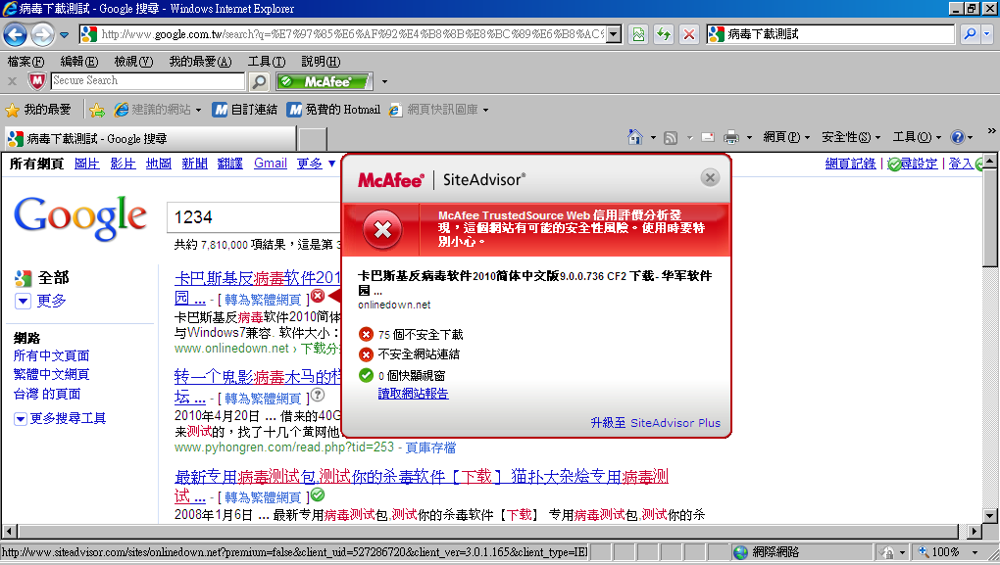 病毒下載測試 - Google 搜尋 - Windows Internet Explorer
http://www.google.com.tw/search?q=%E7%97%85%E6%AF%92%E4%B8%8B%E8%BC%89%E6%B8%AC%
病毒下載測試
檔案(F) 編輯(E) 檢視(V) 我的最愛(A) 工具(T) 說明(H)
Secure Search McAfee
我的最愛 建議的網站 自訂連結 免費的 Hotmail 網頁快訊圖庫
病毒下載測試 - Google 搜尋 網頁(P) 安全性(S) 工具(O)
所有網頁 圖片 影片 地圖 新聞 翻譯 Gmail 更多 網頁記錄 | 搜尋設定 | 登入
Google
1234
共約 7,810,000 項結果，這是第 3
全部
更多
網路
所有中文頁面
繁體中文網頁
台灣 的頁面
更多搜尋工具
卡巴斯基反病毒软件201
园 ... - [ 轉為繁體網頁 ]
卡巴斯基反病毒软件2010简体
与Windows7兼容. 软件大小：
www.onlinedown.net › 下载分
转一个鬼影病毒木马的样
坛 ... - [ 轉為繁體網頁 ]
2010年4月20日 ... 借来的40G
来测试的，找了十几个黄网他
www.pyhongren.com/read.php?tid=253 - 頁庫存檔
最新专用病毒测试包,测试你的杀毒软件【下载】 猫扑大杂烩专用病毒测
试 ... - [ 轉為繁體網頁 ]
2008年1月6日 ... 最新专用病毒测试包,测试你的杀毒软件【下载】 专用病毒测试包,测试你的杀
McAfee | SiteAdvisor
McAfee TrustedSource Web 信用評價分析發
現，這個網站有可能的安全性風險。使用時要特
別小心。
卡巴斯基反病毒软件2010简体中文版9.0.0.736 CF2 下载- 华军软件
园 ...
onlinedown.net
75 個不安全下載
不安全網站連結
0 個快顯視窗
讀取網站報告
升級至 SiteAdvisor Plus
http://www.siteadvisor.com/sites/onlinedown.net?premium=false&client_uid=527286720&client_ver=3.0.1.165&client_type=IE
網際網路 100%